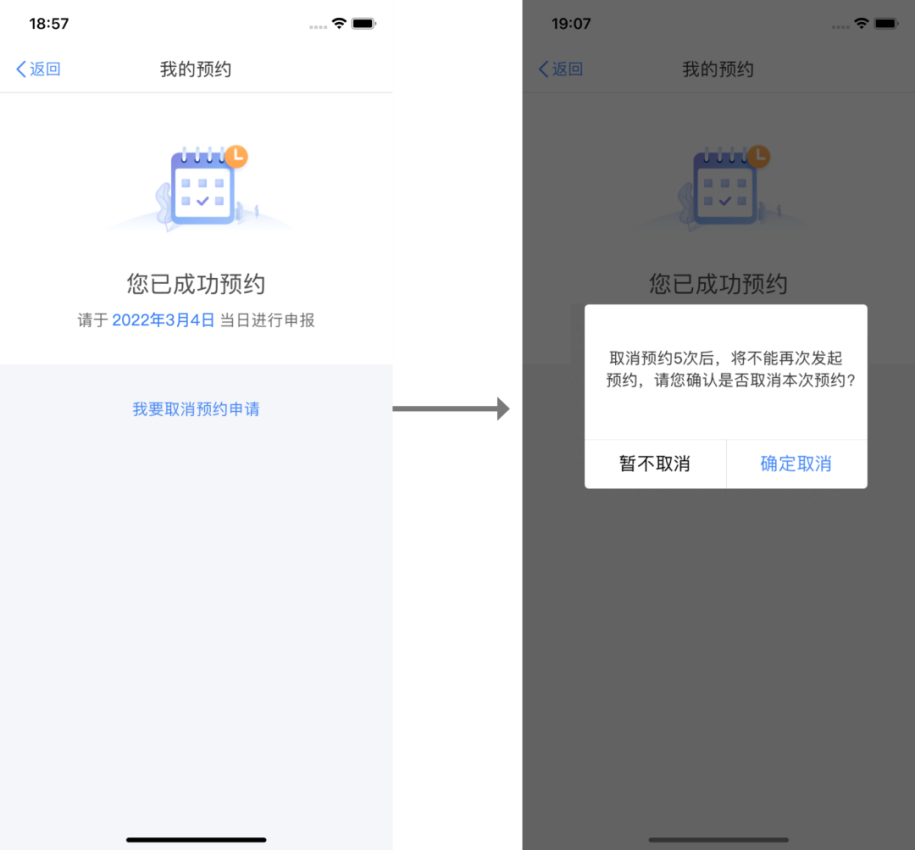 18:57
返回
我的预约
您已成功预约
请于 2022年3月4日 当日进行申报
我要取消预约申请
19:07
返回
我的预约
您已成功预约
取消预约5次后，将不能再次发起
预约，请您确认是否取消本次预约?
暂不取消
确定取消